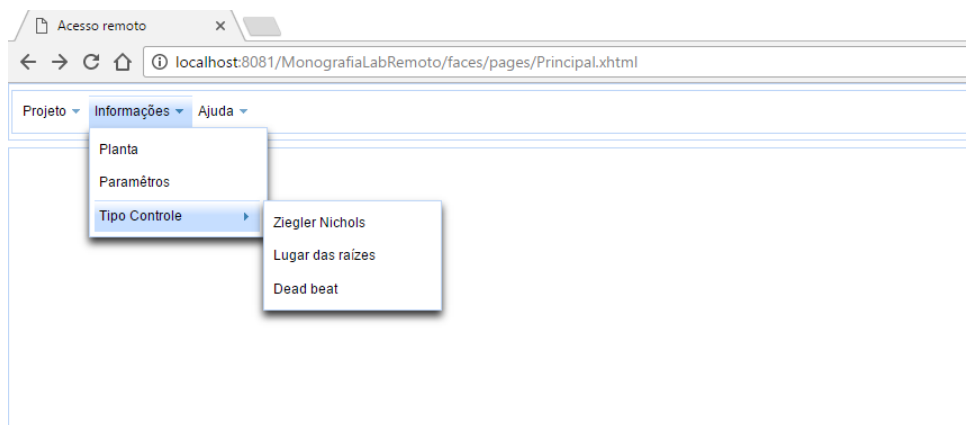 Acesso remoto
localhost:8081/MonografiaLabRemoto/faces/pages/Principal.xhtml
Projeto Informações Ajuda
Planta
Paramêtros
Tipo Controle
Ziegler Nichols
Lugar das raízes
Dead beat